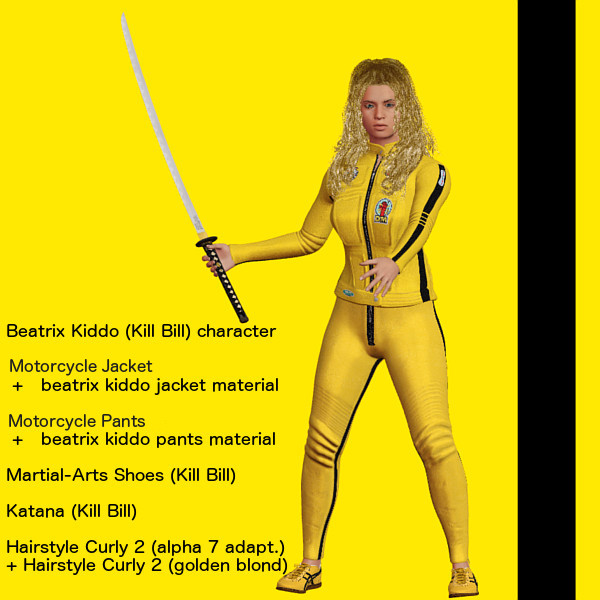 Beatrix Kiddo (Kill Bill) character
Motorcycle Jacket
+ beatrix kiddo jacket material
Motorcycle Pants
+ beatrix kiddo pants material
Martial-Arts Shoes (Kill Bill)
Katana (Kill Bill)
Hairstyle Curly 2 (alpha 7 adapt.)
+ Hairstyle Curly 2 (golden blond)